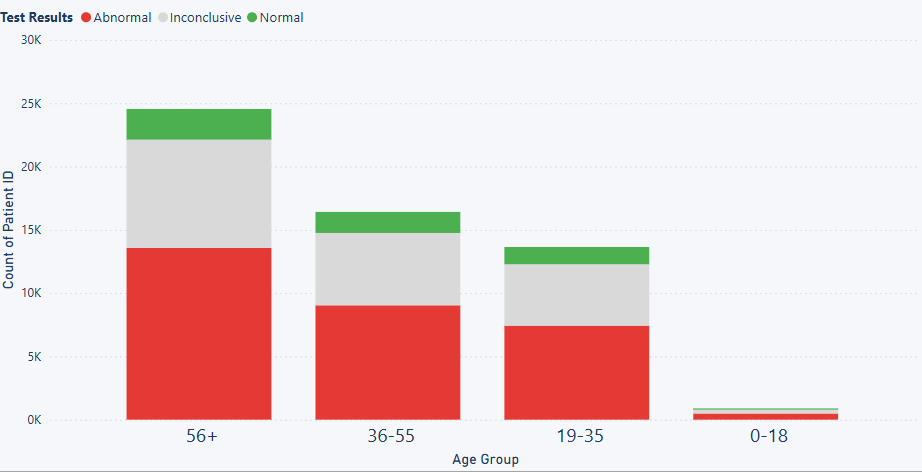 Test Results Abnormal Inconclusive Normal
30K
25K
20K
15K
10K
5K
0K
Count of Patient ID
56+ 36-55 19-35 0-18
Age Group